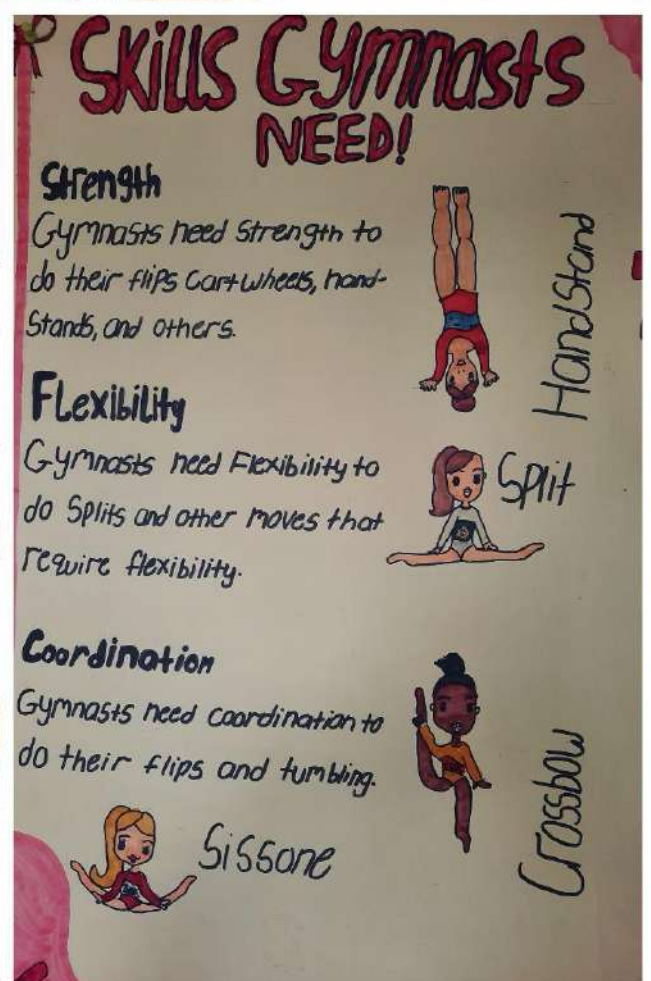 Skills Gymnasts
NEED!
Strength
Gymnasts need Strength to
do their flips Cartwheels, hand-
Stands, and others.
HandStand
Flexibility
Gymnasts need Flexibility to
do Splits and other moves that
require flexibility.
Split
Coordination
Gymnasts need coordination to
do their flips and tumbling.
Crossbow
Sissone